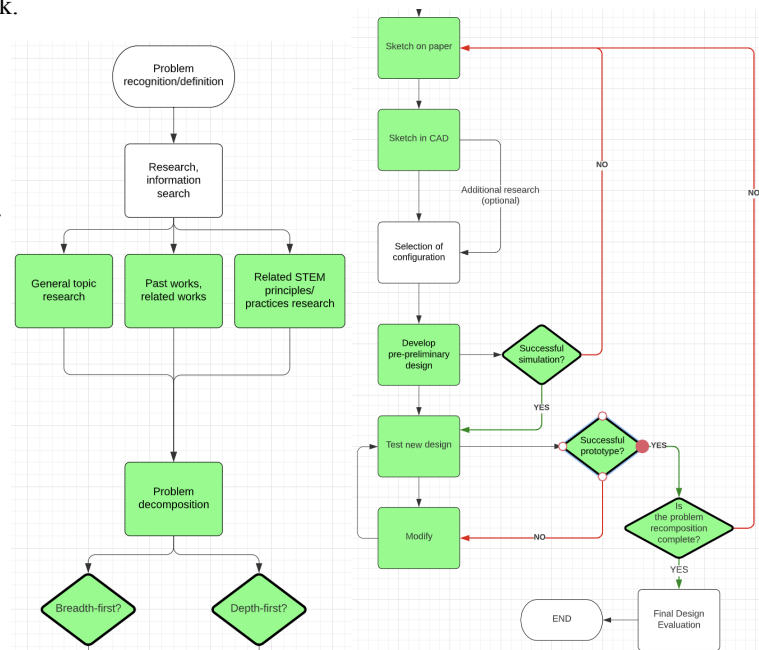 k.
Problem
recognition/definition
Research,
information
search
General topic
research
Past works,
related works
Related STEM
principles/
practices research
Problem
decomposition
Breadth-first?
Depth-first?
Sketch on paper
Sketch in CAD
NO
NO
Additional research
(optional)
Selection of
configuration
Develop
pre-preliminary
design
Successful
simulation?
YES
Test new design
Successful
prototype?
YES
Modify
NO
Is
the problem
recomposition
complete?
YES
Final Design
Evaluation
END